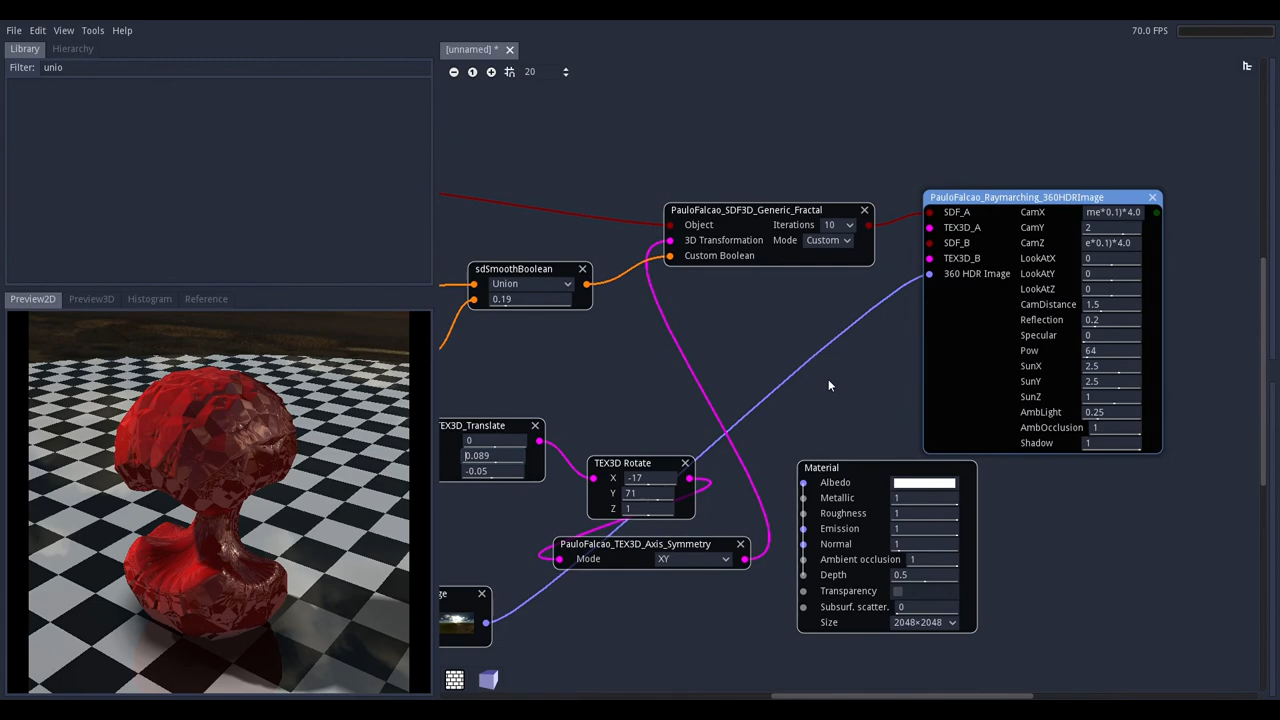 File Edit View Tools Help
70.0 FPS
Library Hierarchy
[unnamed] *
Filter: unio
20
PauloFalcao_Raymarching_360HDRImage
SDF_A CamX me*0.1)*4.0
TEX3D_A CamY 2
SDF_B CamZ e*0.1)*4.0
TEX3D_B LookAtX 0
360 HDR Image LookAtY 0
LookAtZ 0
CamDistance 1.5
Reflection 0.2
Specular 0
Pow 64
SunX 2.5
SunY 2.5
SunZ 1
AmbLight 0.25
AmbOcclusion 1
Shadow 1
PauloFalcao_SDF3D_Generic_Fractal
Object Iterations 10
3D Transformation Mode Custom
Custom Boolean
sdSmoothBoolean
Union
0.19
Preview2D Preview3D Histogram Reference
TEX3D_Translate
0
0.089
-0.05
TEX3D Rotate
X -17
Y 71
Z 1
PauloFalcao_TEX3D_Axis_Symmetry
Mode XY
ge
Material
Albedo
Metallic 1
Roughness 1
Emission 1
Normal 1
Ambient occlusion 1
Depth 0.5
Transparency
Subsurf. scatter. 0
Size 2048×2048